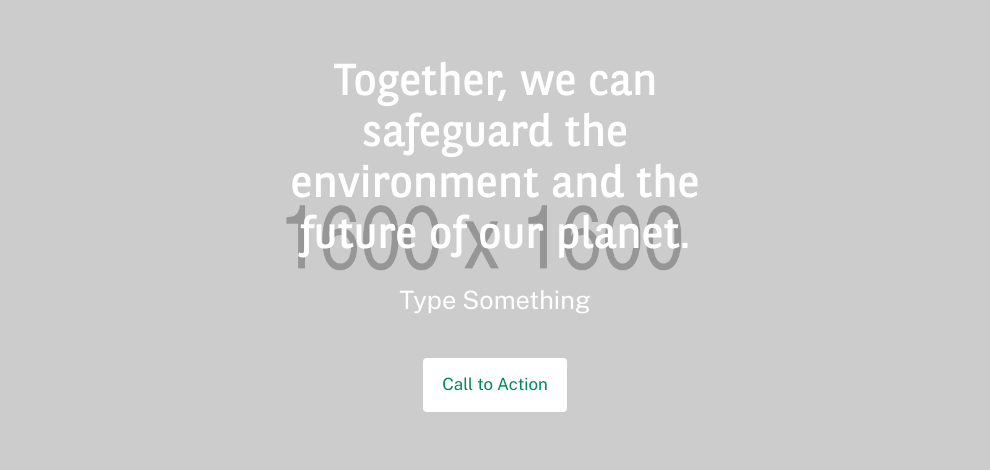 Together, we can
safeguard the
environment and the
future of our planet.
1600 x 1600
Type Something
Call to Action